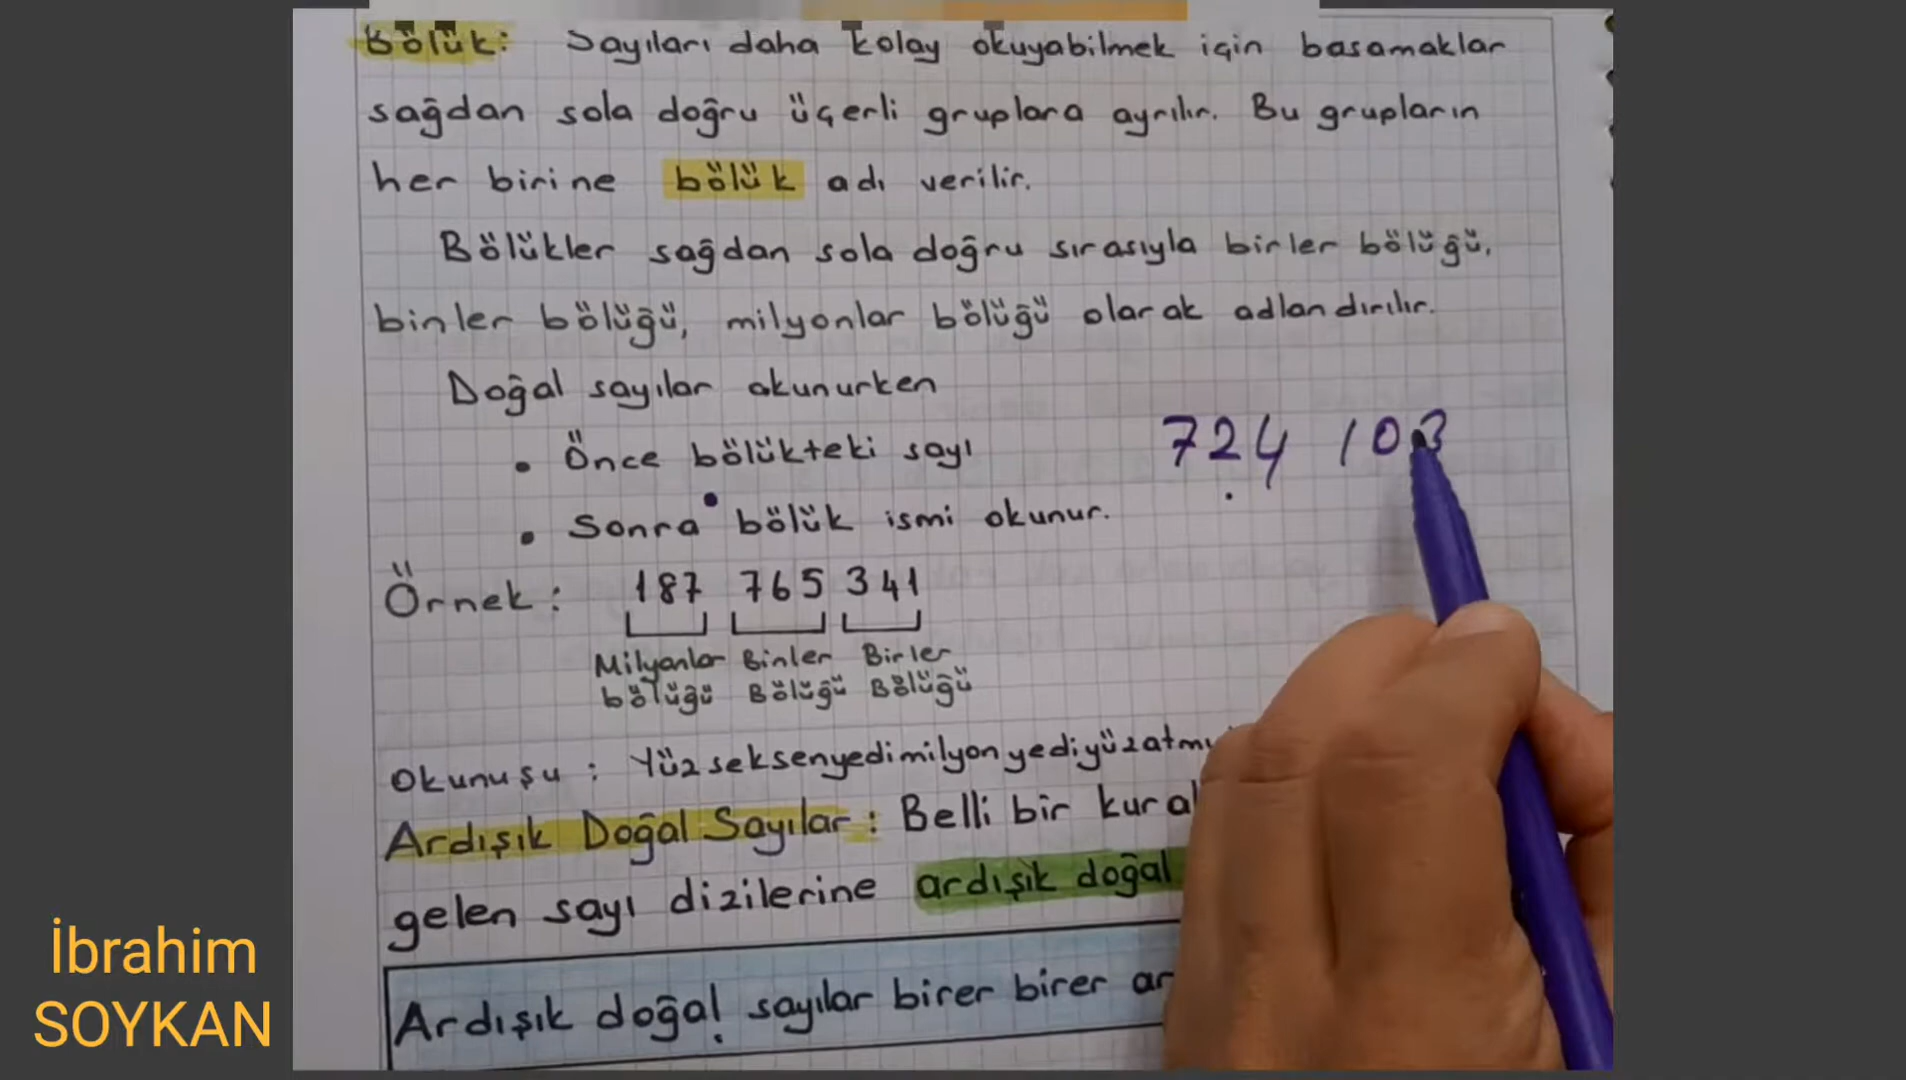 Bölük: Sayıları daha kolay okuyabilmek için basamaklar
sağdan sola doğru üçerli gruplara ayrılır. Bu grupların
her birine bölük adı verilir.
Bölükler sağdan sola doğru sırasıyla birler bölüğü,
binler bölüğü, milyonlar bölüğü olarak adlandırılır.
Doğal sayılar okunurken
• Önce bölükteki sayı
724 103
• Sonra bölük ismi okunur.
Örnek: 187 765 341
Milyonlar Binler Birler
bölüğü Bölüğü Bölüğü
Okunuşu: Yüzseksenyedimilyonyediyüzatmı
Ardışık Doğal Sayılar: Belli bir kural
gelen sayı dizilerine ardışık doğal
Ardışık doğal sayılar birer birer ar
İbrahim
SOYKAN